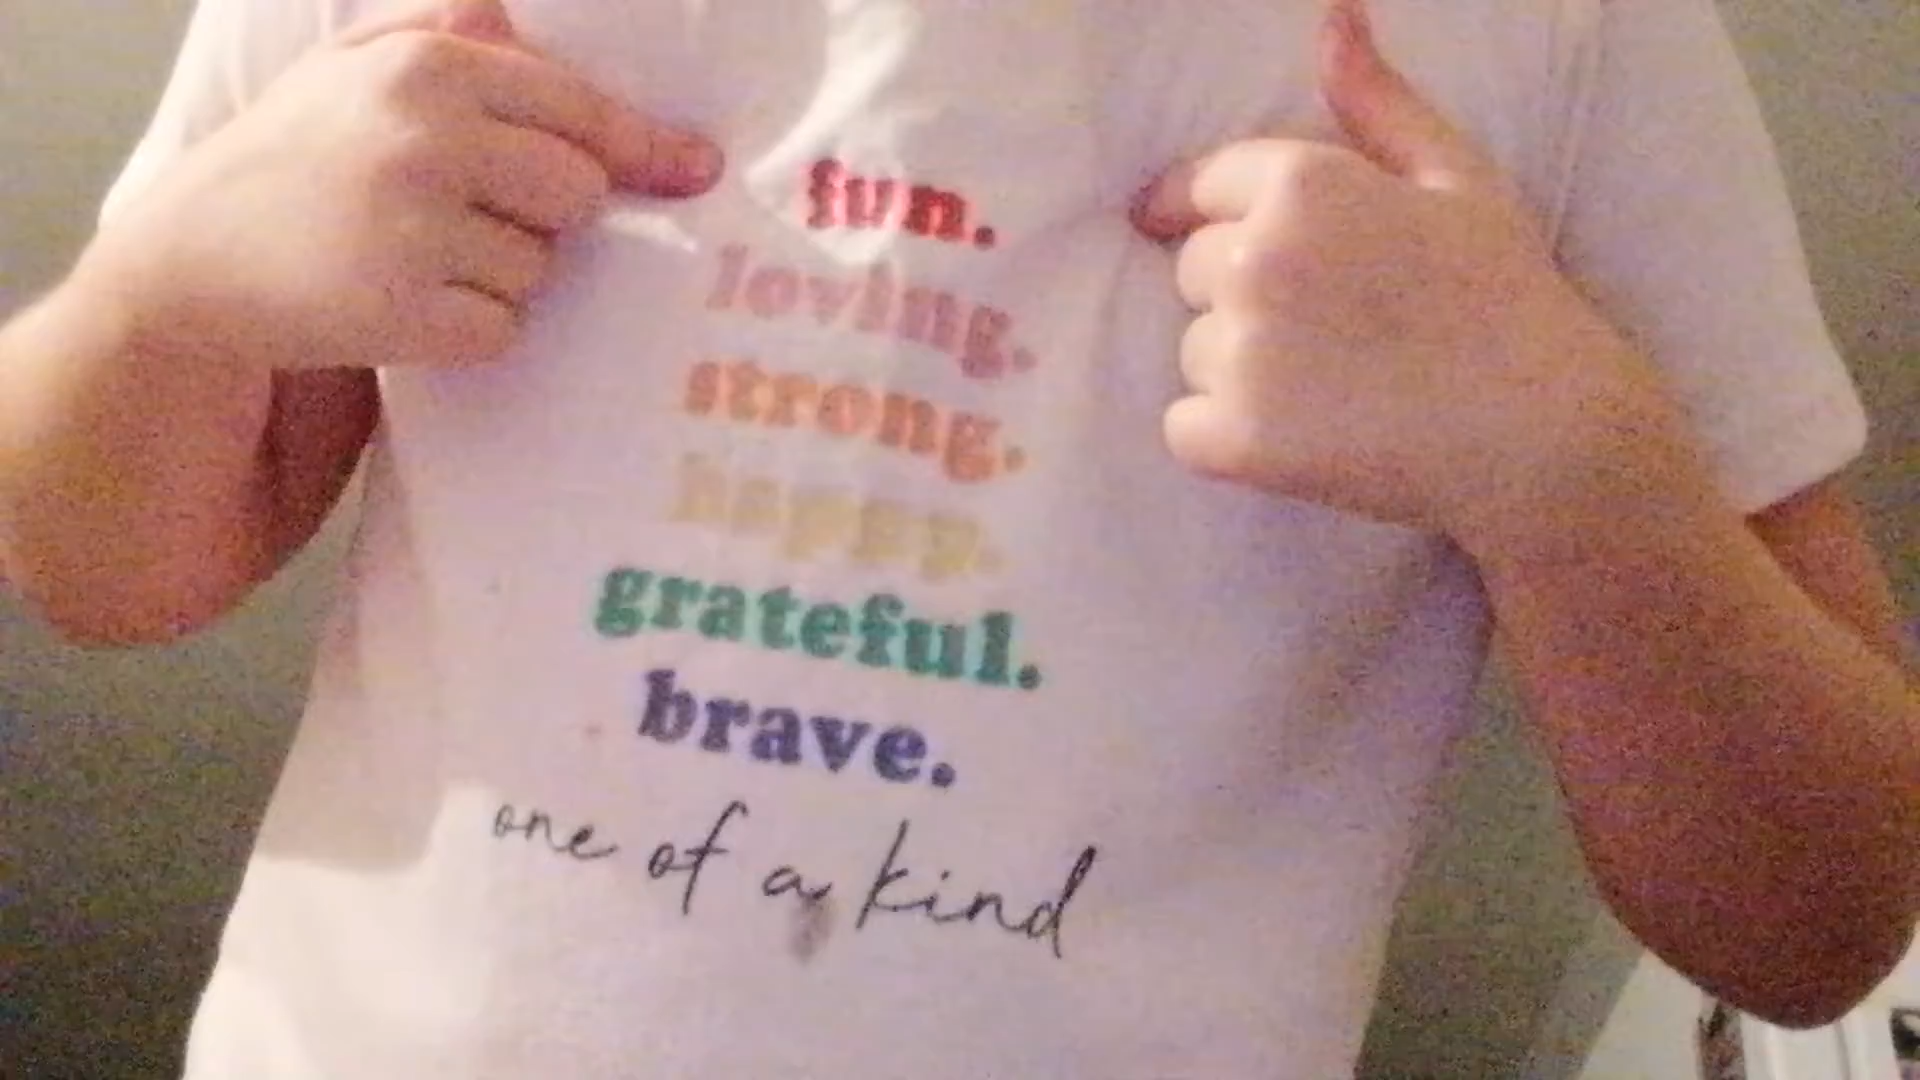 fun.
loving.
strong.
happy.
grateful.
brave.
one of a kind